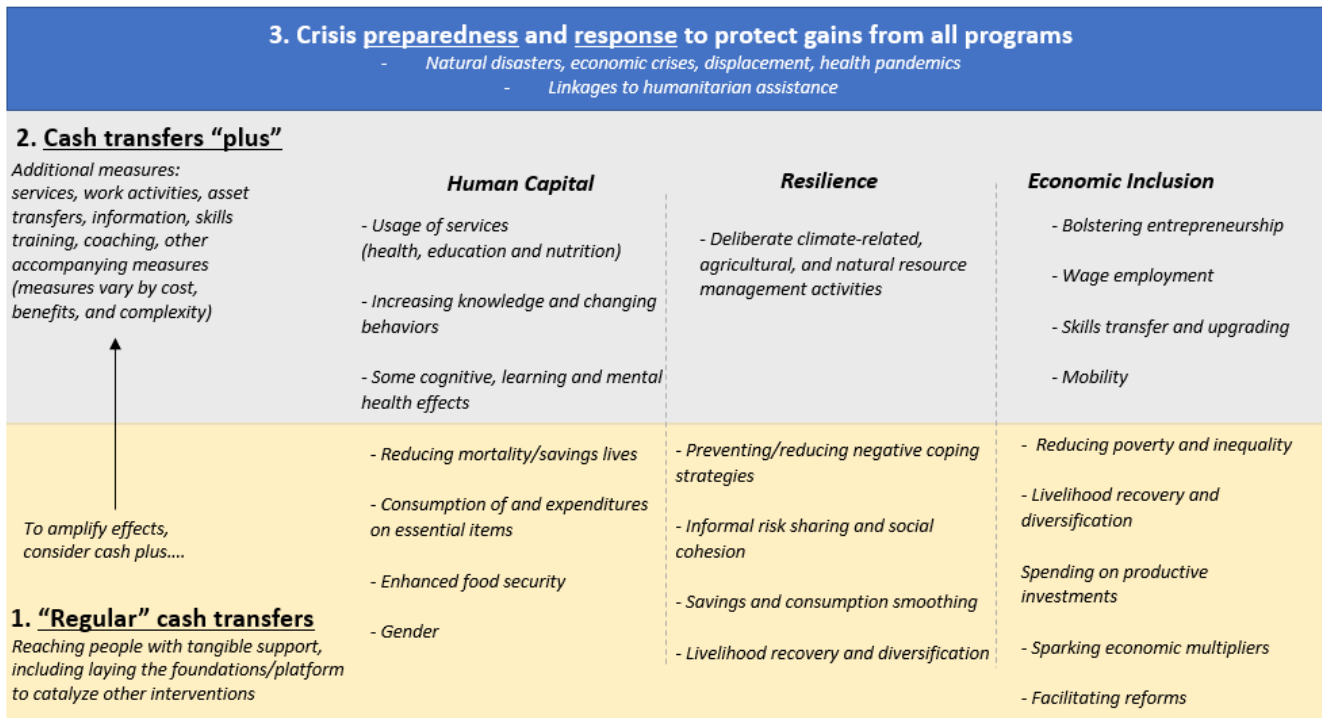 3. Crisis preparedness and response to protect gains from all programs
- Natural disasters, economic crises, displacement, health pandemics
- Linkages to humanitarian assistance
2. Cash transfers “plus”
Additional measures:
services, work activities, asset
transfers, information, skills
training, coaching, other
accompanying measures
(measures vary by cost,
benefits, and complexity)
Human Capital
- Usage of services
(health, education and nutrition)
- Increasing knowledge and changing
behaviors
- Some cognitive, learning and mental
health effects
Resilience
- Deliberate climate-related,
agricultural, and natural resource
management activities
Economic Inclusion
- Bolstering entrepreneurship
- Wage employment
- Skills transfer and upgrading
- Mobility
To amplify effects,
consider cash plus....
1. “Regular” cash transfers
Reaching people with tangible support,
including laying the foundations/platform
to catalyze other interventions
- Reducing mortality/savings lives
- Consumption of and expenditures
on essential items
- Enhanced food security
- Gender
- Preventing/reducing negative coping
strategies
- Informal risk sharing and social
cohesion
- Savings and consumption smoothing
- Livelihood recovery and diversification
- Reducing poverty and inequality
- Livelihood recovery and
diversification
Spending on productive
investments
- Sparking economic multipliers
- Facilitating reforms